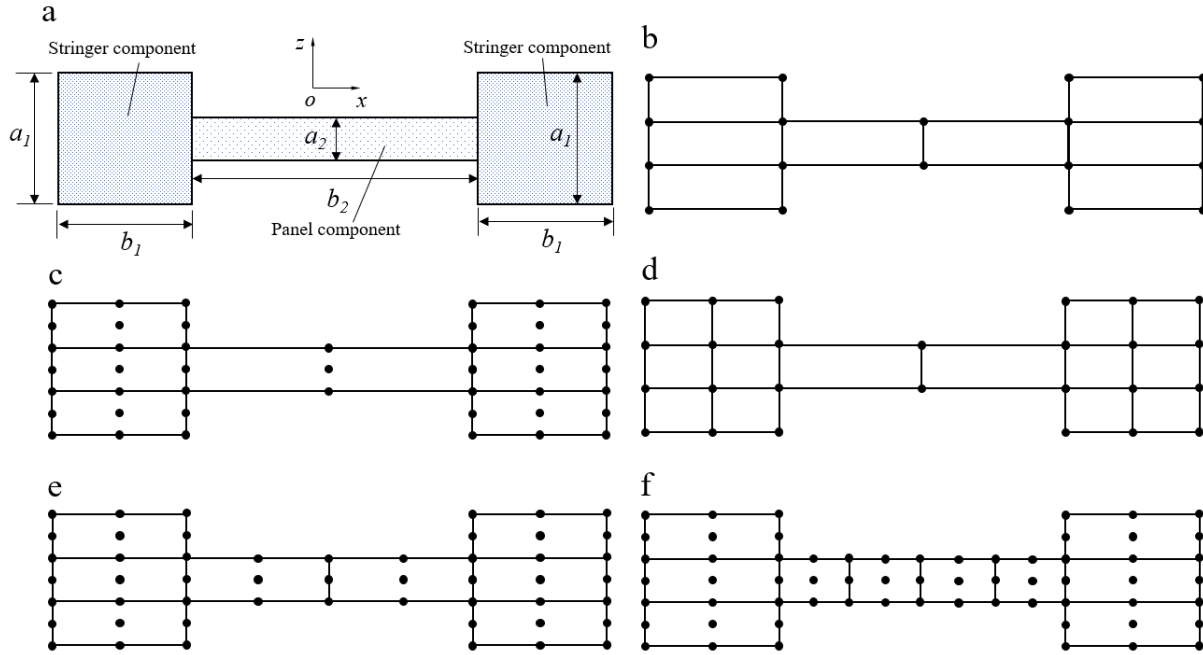 a
Stringer component
z
o
x
Stringer component
a1
a2
a1
b2
Panel component
b1
b1
b
c
d
e
f